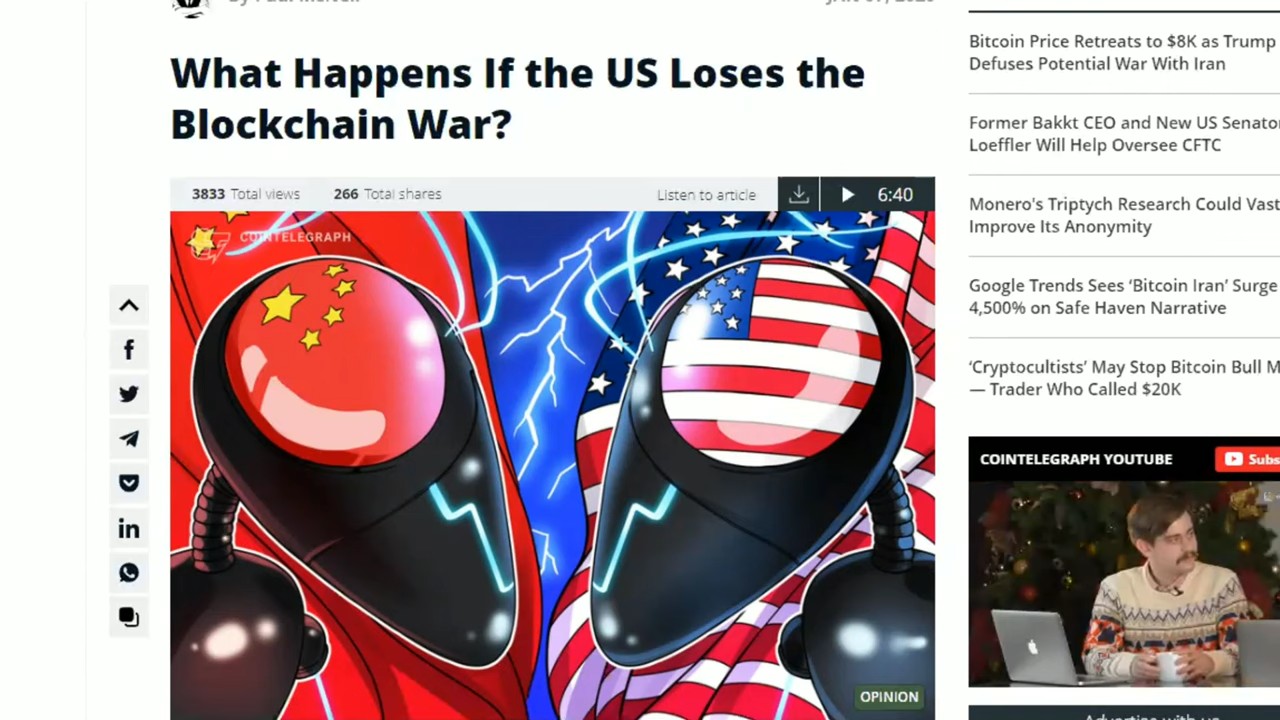 What Happens If the US Loses the
Blockchain War?
3833 Total views
266 Total shares
Listen to article
6:40
COINTELEGRAPH
OPINION
Bitcoin Price Retreats to $8K as Trump
Defuses Potential War With Iran
Former Bakkt CEO and New US Senator
Loeffler Will Help Oversee CFTC
Monero's Triptych Research Could Vast
Improve Its Anonymity
Google Trends Sees ‘Bitcoin Iran’ Surge
4,500% on Safe Haven Narrative
‘Cryptocultists’ May Stop Bitcoin Bull M
— Trader Who Called $20K
COINTELEGRAPH YOUTUBE
Subs